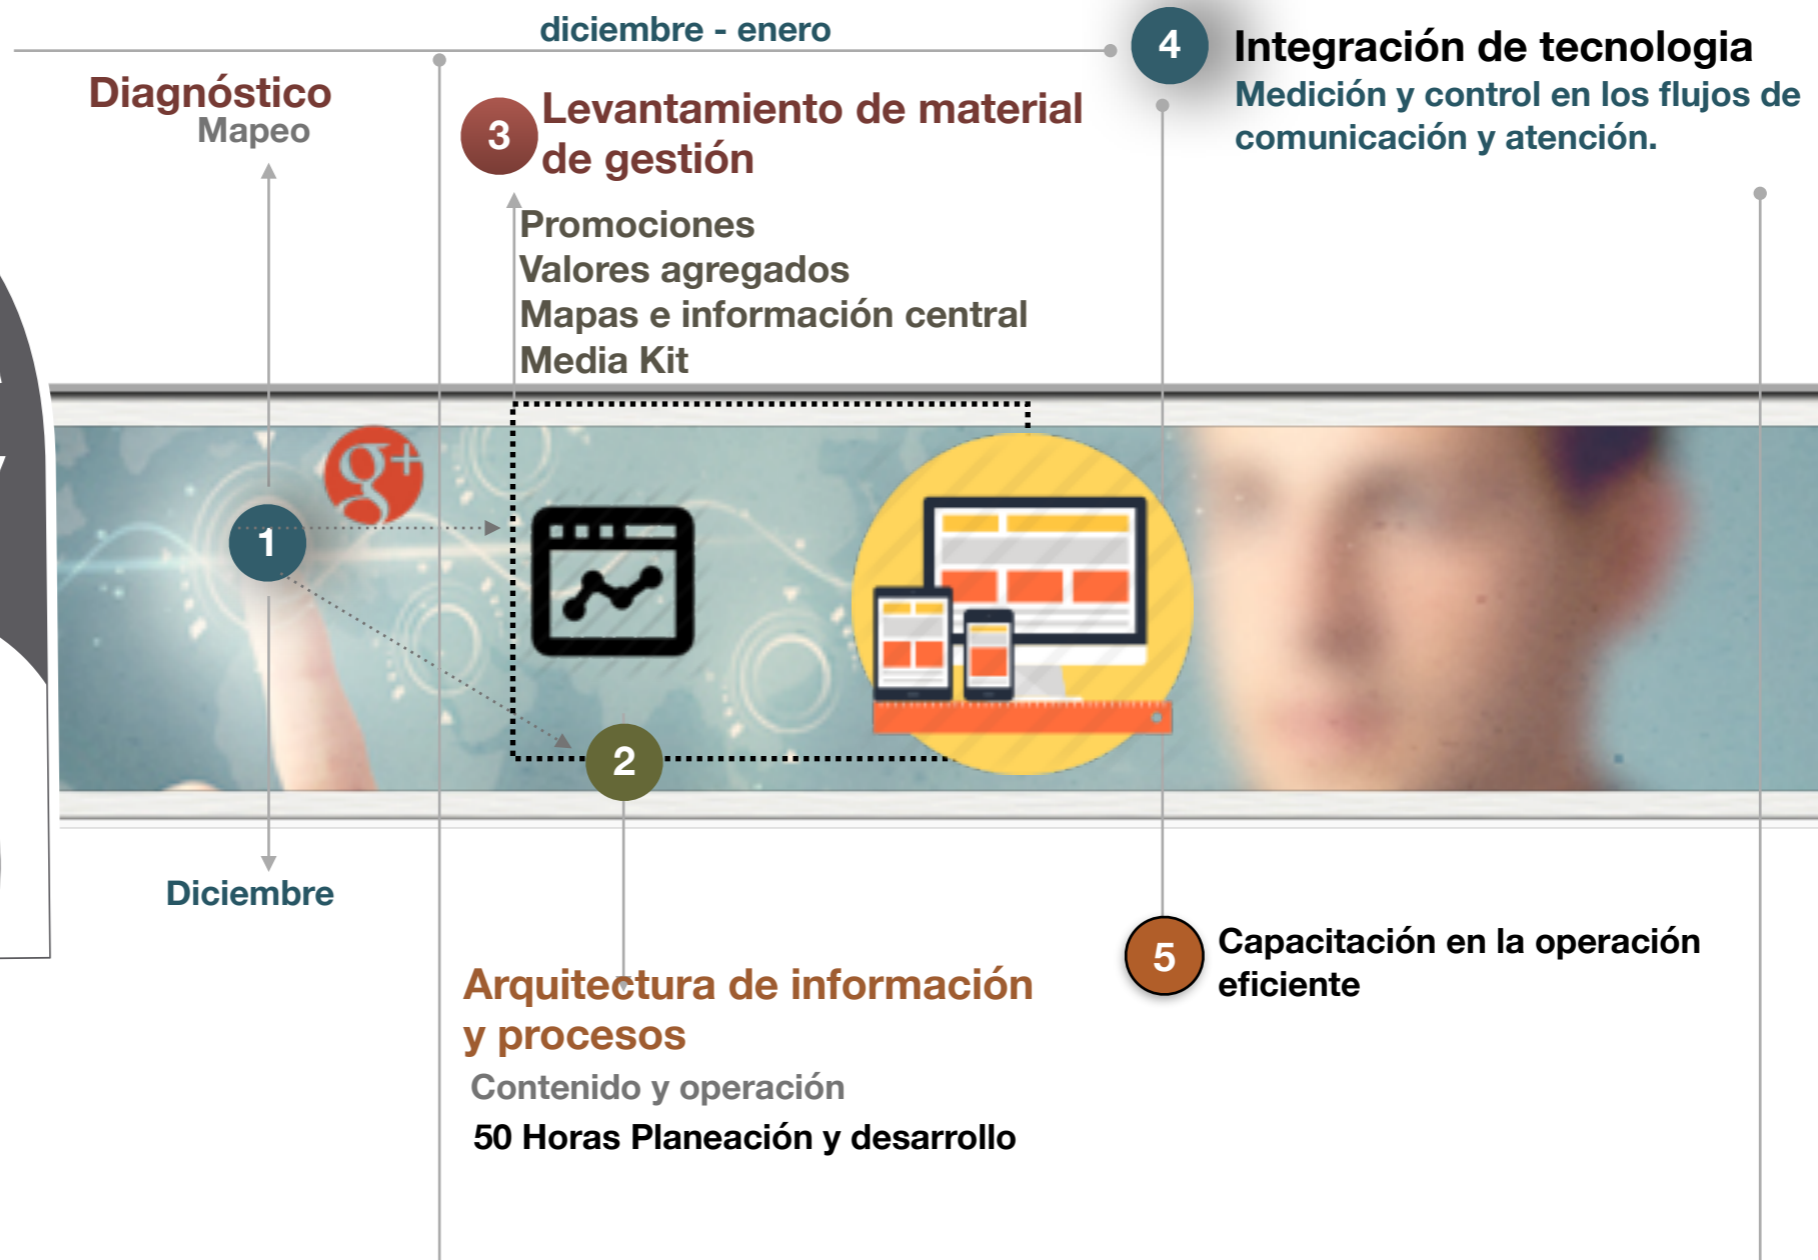 diciembre - enero
Diagnóstico
Mapeo
3
Levantamiento de material
de gestión
Promociones
Valores agregados
Mapas e información central
Media Kit
4
Integración de tecnologia
Medición y control en los flujos de
comunicación y atención.
g+
1
2
Diciembre
Arquitectura de información
y procesos
Contenido y operación
50 Horas Planeación y desarrollo
5
Capacitación en la operación
eficiente